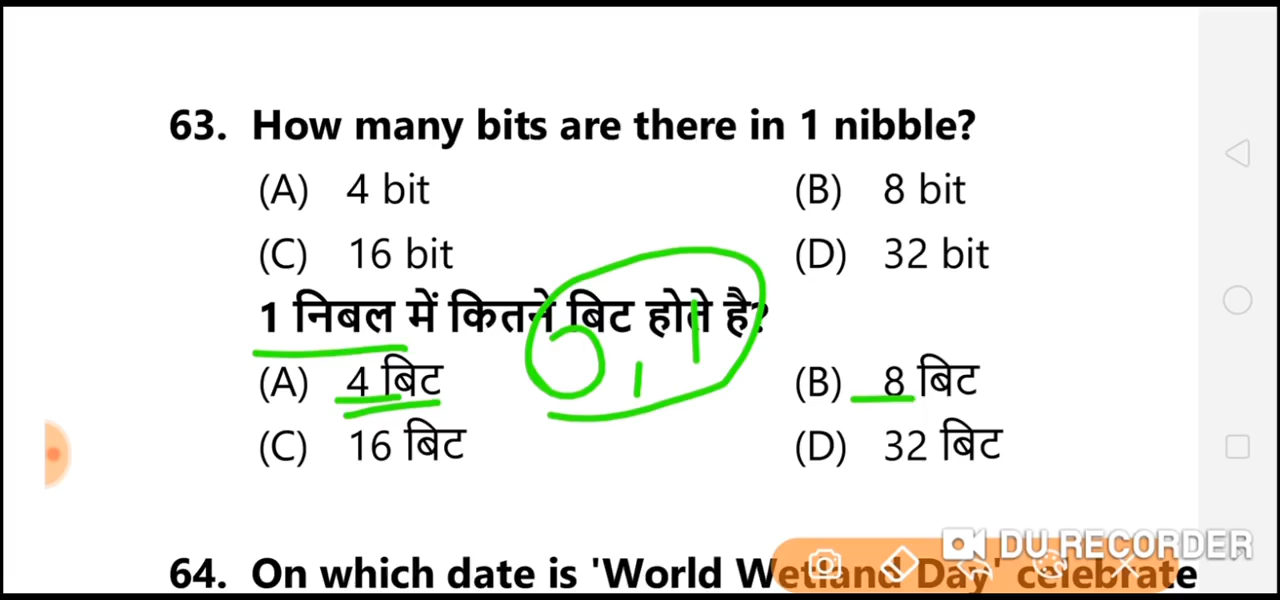 63. How many bits are there in 1 nibble?
(A) 4 bit (B) 8 bit
(C) 16 bit (D) 32 bit
1 निबल में कितने बिट होते है?
0, 1
(A) 4 बिट (B) 8 बिट
(C) 16 बिट (D) 32 बिट
DU RECORDER
64. On which date is 'World Wetland Day' celebrate